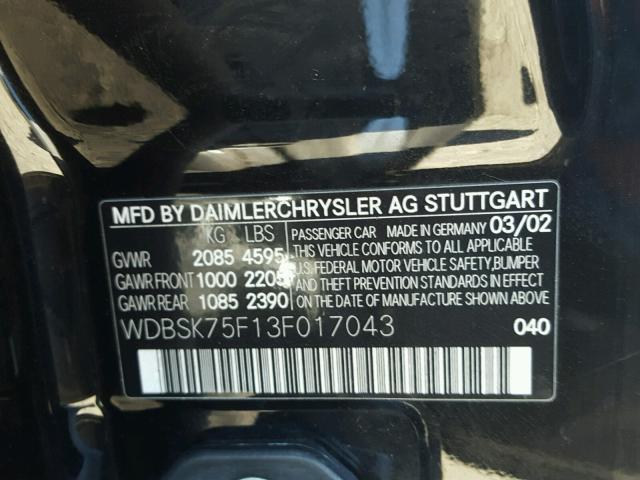 MFD BY DAIMLERCHRYSLER AG STUTTGART
KG LBS PASSENGER CAR MADE IN GERMANY 03/02
GVWR 2085 4595 THIS VEHICLE CONFORMS TO ALL APPLICABLE
GAWR FRONT 1000 2205 U.S. FEDERAL MOTOR VEHICLE SAFETY, BUMPER
GAWR REAR 1085 2390 AND THEFT PREVENTION STANDARDS IN EFFECT
ON THE DATE OF MANUFACTURE SHOWN ABOVE
WDBSK75F13F017043 040